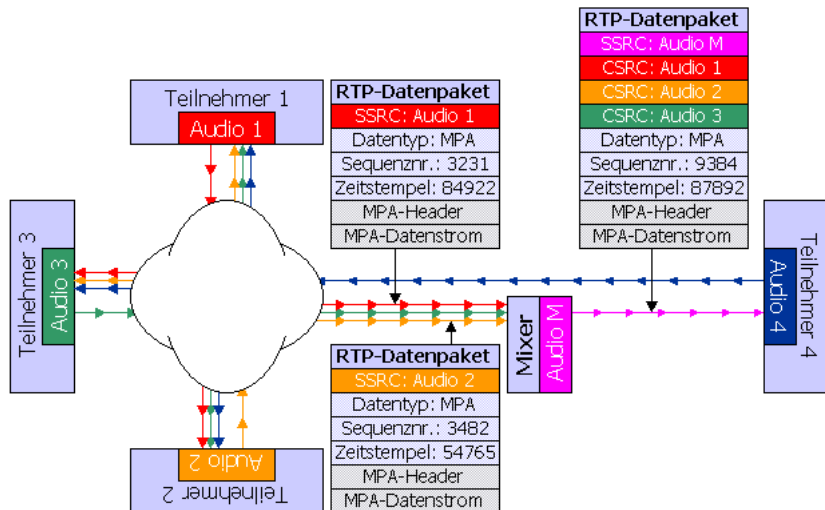 Teilnehmer 1
Audio 1
RTP-Datenpaket
SSRC: Audio 1
Datentyp: MPA
Sequenznr.: 3231
Zeitstempel: 84922
MPA-Header
MPA-Datenstrom
RTP-Datenpaket
SSRC: Audio M
CSRC: Audio 1
CSRC: Audio 2
CSRC: Audio 3
Datentyp: MPA
Sequenznr.: 9384
Zeitstempel: 87892
MPA-Header
MPA-Datenstrom
Teilnehmer 3
Audio 3
Mixer
Audio M
Audio 4
Teilnehmer 4
RTP-Datenpaket
SSRC: Audio 2
Datentyp: MPA
Sequenznr.: 3482
Zeitstempel: 54765
MPA-Header
MPA-Datenstrom
Audio 2
Teilnehmer 2